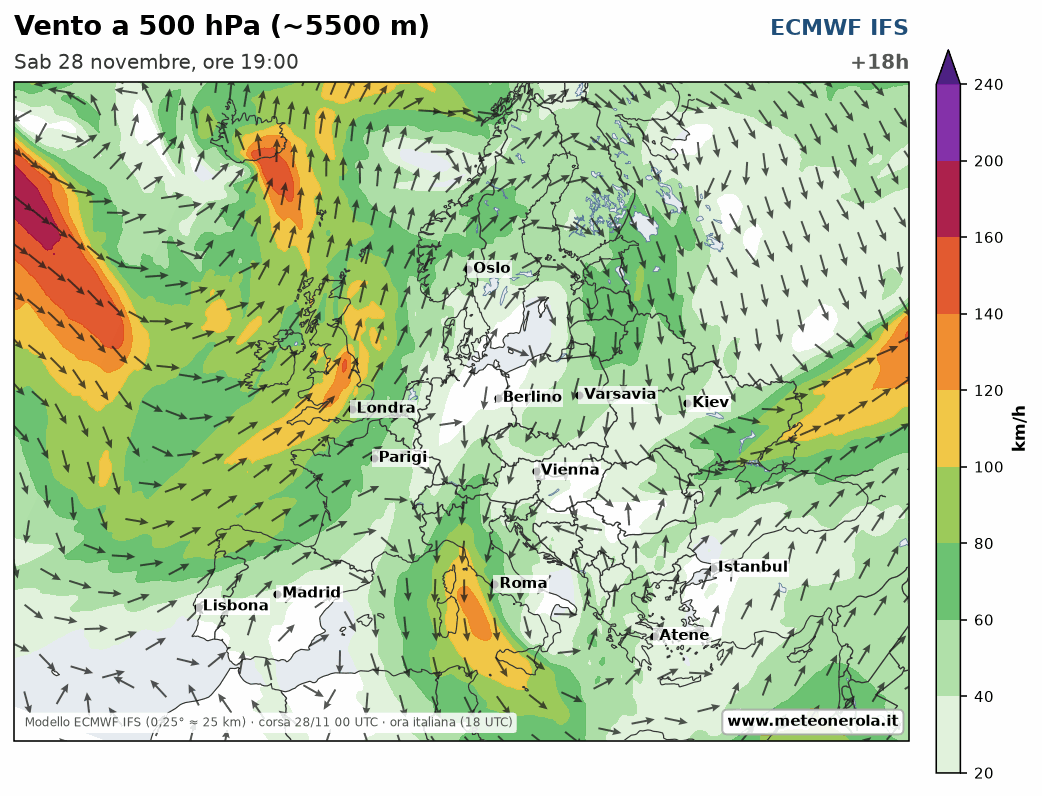 Vento a 500 hPa (~5500 m)
ECMWF IFS
Sab 28 novembre, ore 19:00
+18h
240
200
160
140
120
100
80
60
40
20
km/h
Oslo
Berlino
Varsavia
Kiev
Londra
Parigi
Vienna
Istanbul
Roma
Madrid
Lisbona
Atene
Modello ECMWF IFS (0,25° ≈ 25 km) · corsa 28/11 00 UTC · ora italiana (18 UTC)
www.meteonerola.it